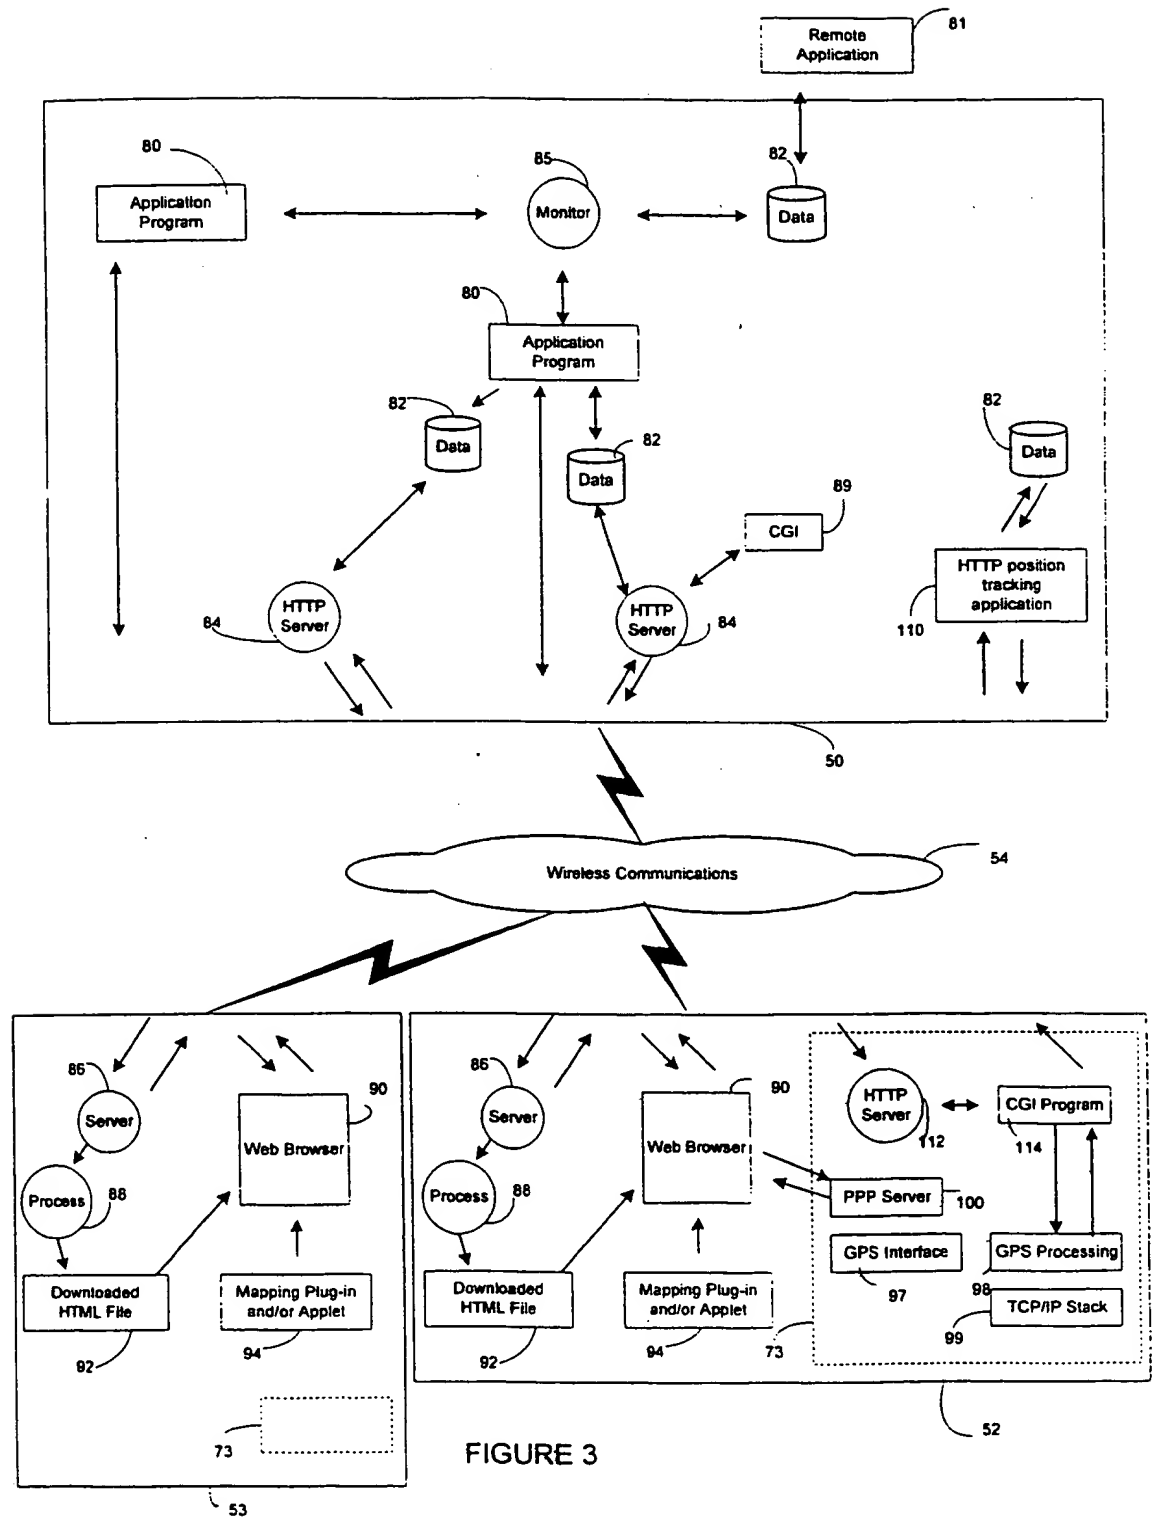 81
Remote
Application
80
Application
Program
85
Monitor
82
Data
80
Application
Program
82
Data
82
Data
82
Data
89
CGI
HTTP position
tracking
application
110
HTTP
Server
84
HTTP
Server
84
50
Wireless Communications
54
86
Server
90
Web Browser
Process
88
Downloaded
HTML File
92
Mapping Plug-in
and/or Applet
94
73
53
86
Server
90
Web Browser
Process
88
Downloaded
HTML File
92
Mapping Plug-in
and/or Applet
94
73
HTTP
Server
112
CGI Program
114
PPP Server
100
GPS Interface
97
GPS Processing
98
TCP/IP Stack
99
52
FIGURE 3